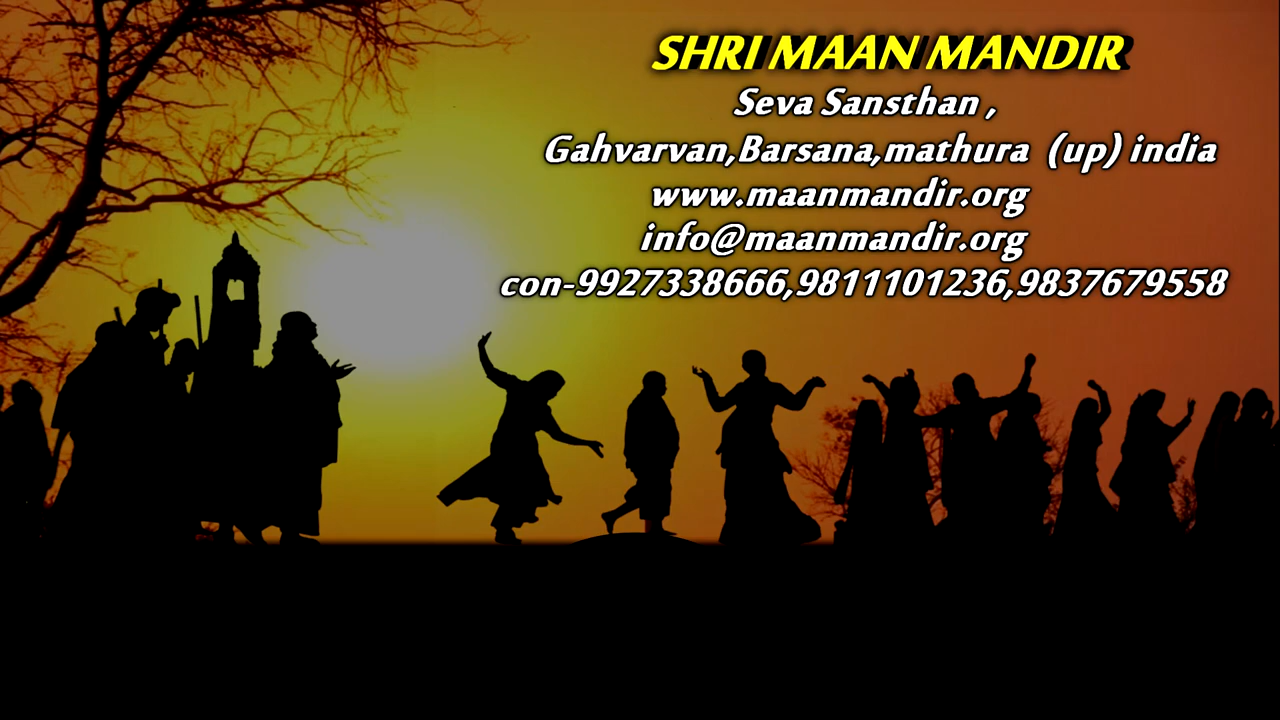 SHRI MAAN MANDIR
Seva Sansthan ,
Gahvarvan,Barsana,mathura (up) india
www.maanmandir.org
info@maanmandir.org
con-9927338666,9811101236,9837679558